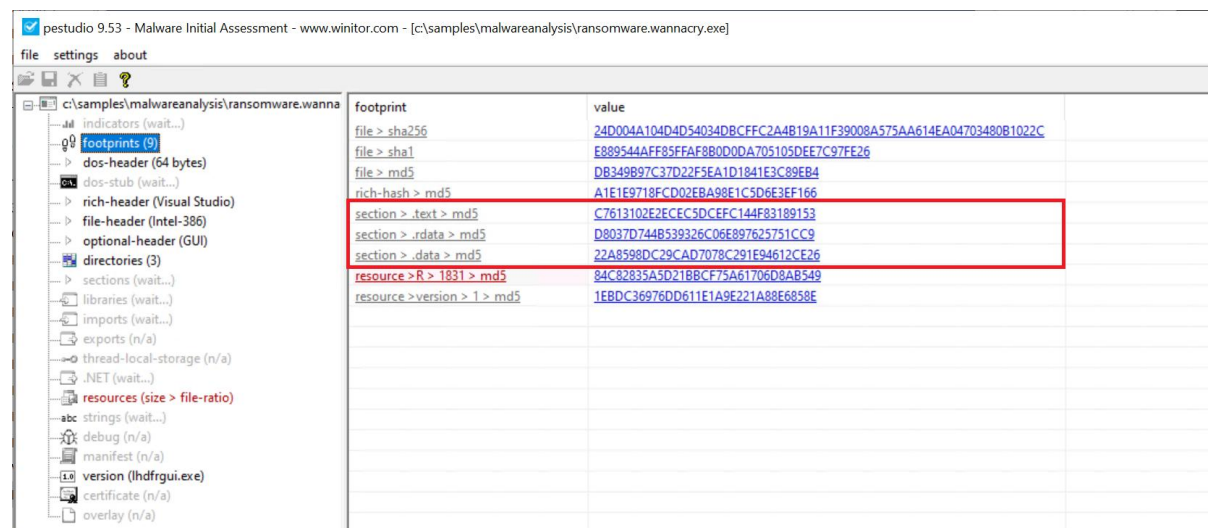 pestudio 9.53 - Malware Initial Assessment - www.winitor.com - [c:\samples\malwareanalysis\ransomware.wannacry.exe]
file settings about
c:\samples\malwareanalysis\ransomware.wanna
indicators (wait...)
footprints (9)
dos-header (64 bytes)
dos-stub (wait...)
rich-header (Visual Studio)
file-header (Intel-386)
optional-header (GUI)
directories (3)
sections (wait...)
libraries (wait...)
imports (wait...)
exports (n/a)
thread-local-storage (n/a)
.NET (wait...)
resources (size > file-ratio)
abc strings (wait...)
debug (n/a)
manifest (n/a)
1.0 version (lhdfrgui.exe)
certificate (n/a)
overlay (n/a)
footprint value
file > sha256 24D004A104D4D54034DBCFFC2A4B19A11F39008A575AA614EA04703480B1022C
file > sha1 E889544AFF85FFAF8B0D0DA705105DEE7C97FE26
file > md5 DB349B97C37D22F5EA1D1841E3C89EB4
rich-hash > md5 A1E1E9718FCD02EBA98E1C5D6E3EF166
section > .text > md5 C7613102E2ECEC5DCEFC144F83189153
section > .rdata > md5 D8037D744B539326C06E897625751CC9
section > .data > md5 22A8598DC29CAD7078C291E94612CE26
resource >R > 1831 > md5 84C82835A5D21BBCF75A61706D8AB549
resource >version > 1 > md5 1EBDC36976DD611E1A9E221A88E6858E